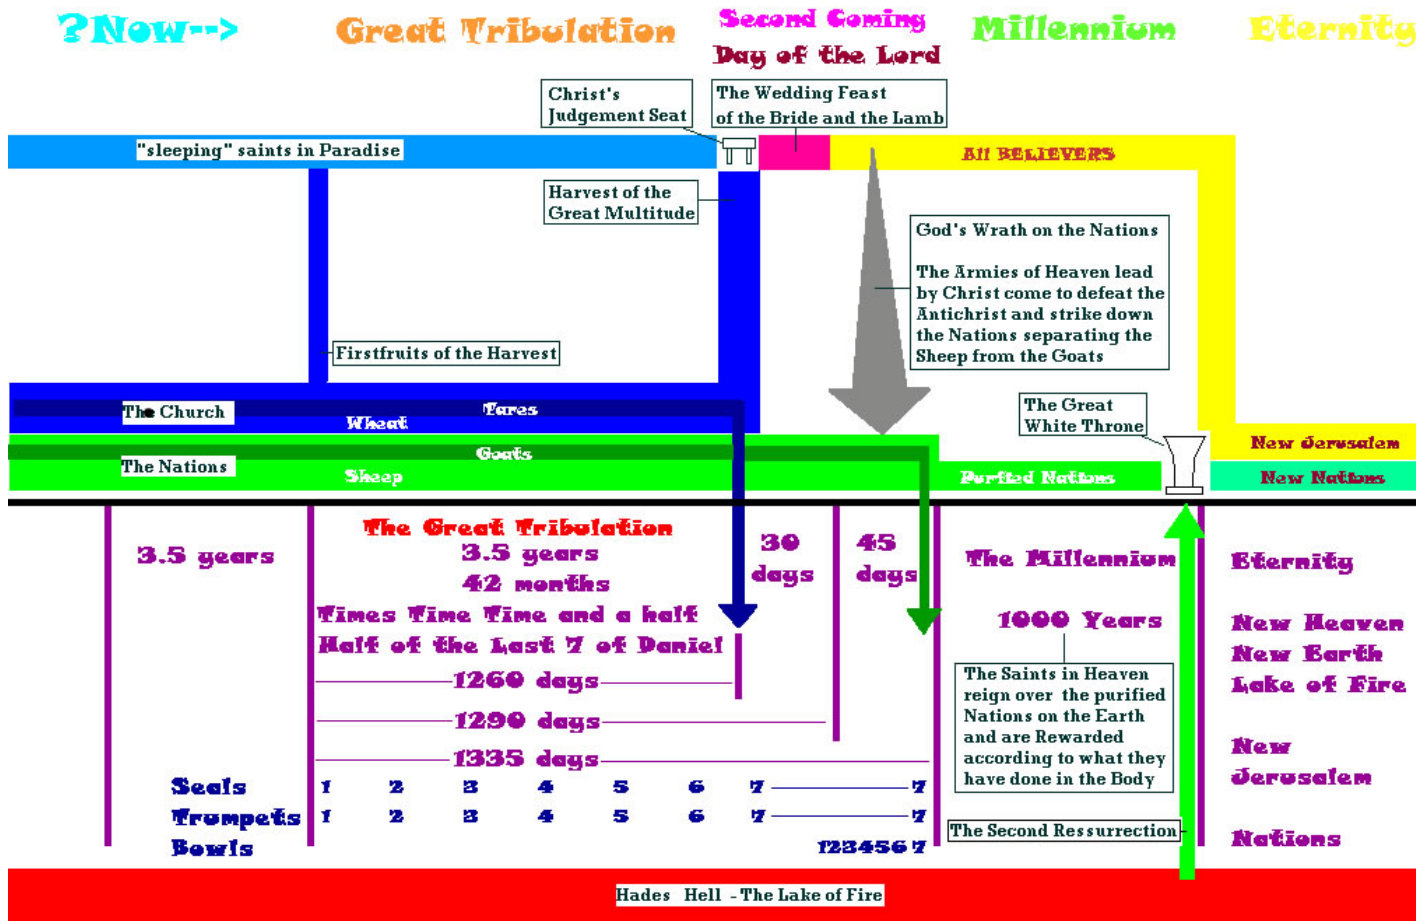 ?Now-->
Great Tribulation
Second Coming
Day of the Lord
Millennium
Eternity
Christ's
Judgement Seat
The Wedding Feast
of the Bride and the Lamb
"sleeping" saints in Paradise
All BELIEVERS
Harvest of the
Great Multitude
God's Wrath on the Nations
The Armies of Heaven lead
by Christ come to defeat the
Antichrist and strike down
the Nations separating the
Sheep from the Goats
Firstfruits of the Harvest
The Church
Tares
Wheat
The Great
White Throne
The Nations
Goats
Sheep
Purfied Nations
New Jerusalem
New Nations
3.5 years
The Great Tribulation
3.5 years
42 months
Times Time Time and a half
Half of the Last 7 of Daniel
30
days
45
days
The Millennium
1000 Years
Eternity
New Heaven
New Earth
Lake of Fire
New
Jerusalem
Nations
1260 days
1290 days
1335 days
The Saints in Heaven
reign over the purified
Nations on the Earth
and are Rewarded
according to what they
have done in the Body
Seals 1 2 3 4 5 6 7 7
Trumpets 1 2 3 4 5 6 7 7
Bowls 1234567
The Second Ressurrection
Hades Hell - The Lake of Fire